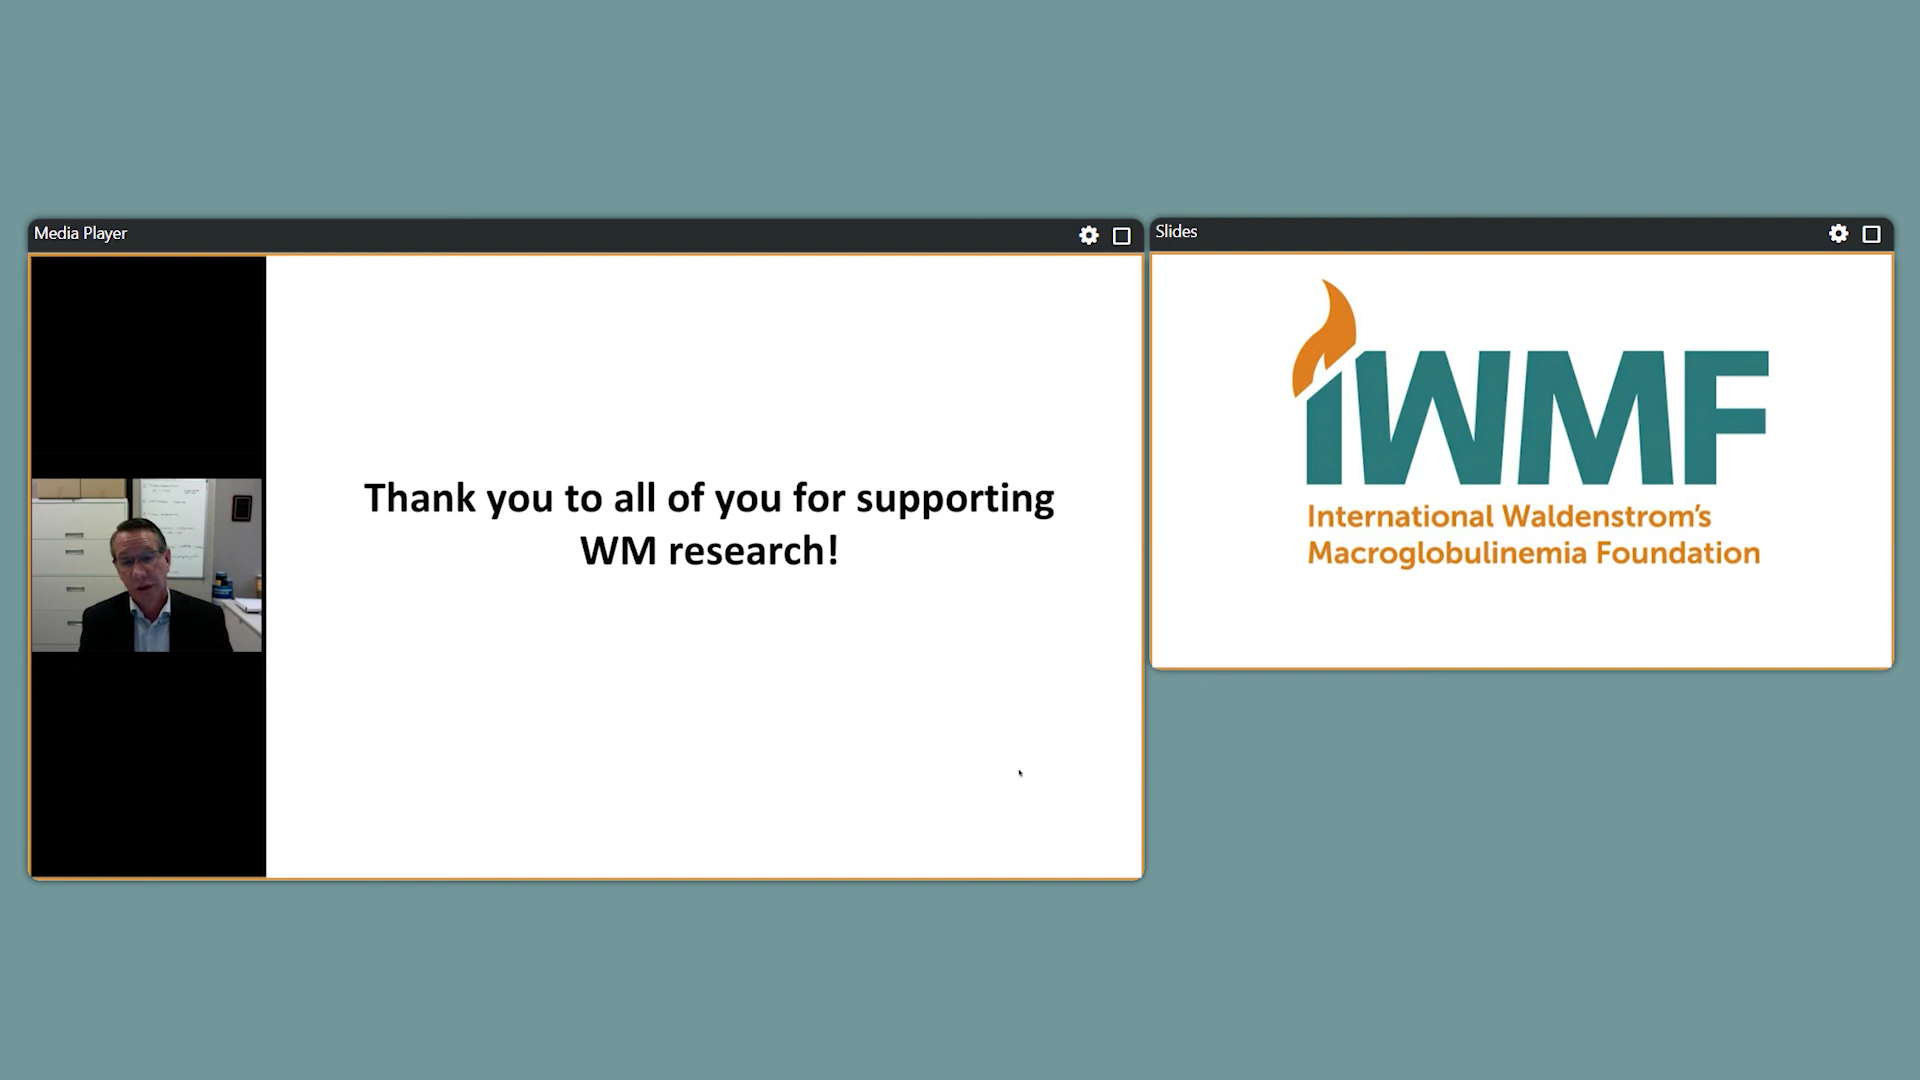 Media Player
Thank you to all of you for supporting
WM research!
Slides
IWMF
International Waldenstrom's
Macroglobulinemia Foundation